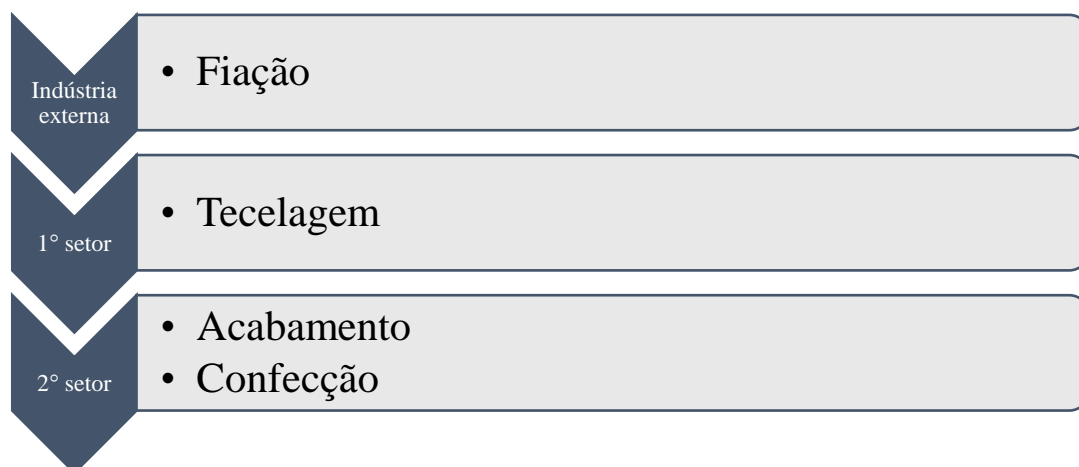 Indústria
externa
• Fiação
1° setor
• Tecelagem
2° setor
• Acabamento
• Confecção